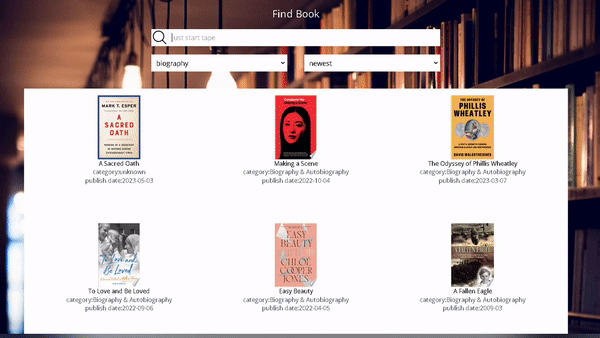 Find Book
just start tape
biography
newest
MARK T. ESPER
A
SACRED
OATH
THE ODYSSEY OF
PHILLIS
WHEATLEY
DAVID WALDSTREICHER
A Sacred Oath
category:unknown
publish date:2023-05-03
Making a Scene
category:Biography & Autobiography
publish date:2022-10-04
The Odyssey of Phillis Wheatley
category:Biography & Autobiography
publish date:2023-03-07
To Love and Be
Loved
EASY
BEAUTY
CHLOÉ
COOPER
JONES
To Love and Be Loved
category:Biography & Autobiography
publish date:2022-09-06
Easy Beauty
category:Biography & Autobiography
publish date:2022-04-05
A Fallen Eagle
category:Biography & Autobiography
publish date:2009-03